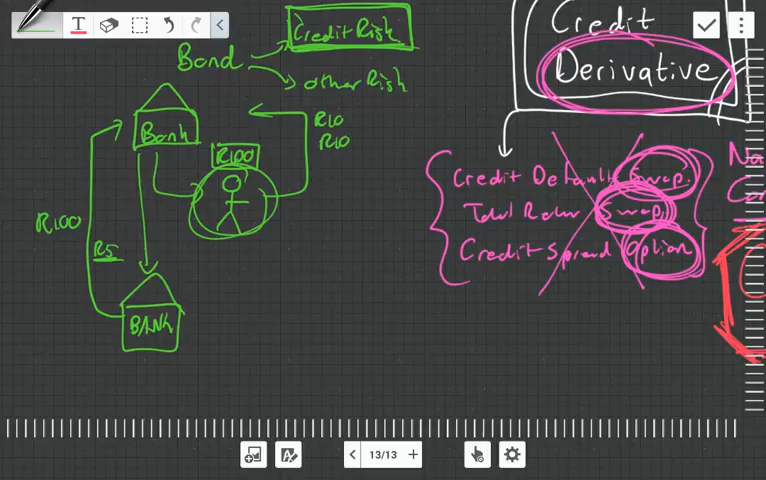 T
Credit Risk
Bond
other Risk
Bank
R10
R10
R100
R100
R5
BANK
Credit
Derivative
Credit Default Swap.
Total Return Swap.
Credit Spread Option
Na
13/13